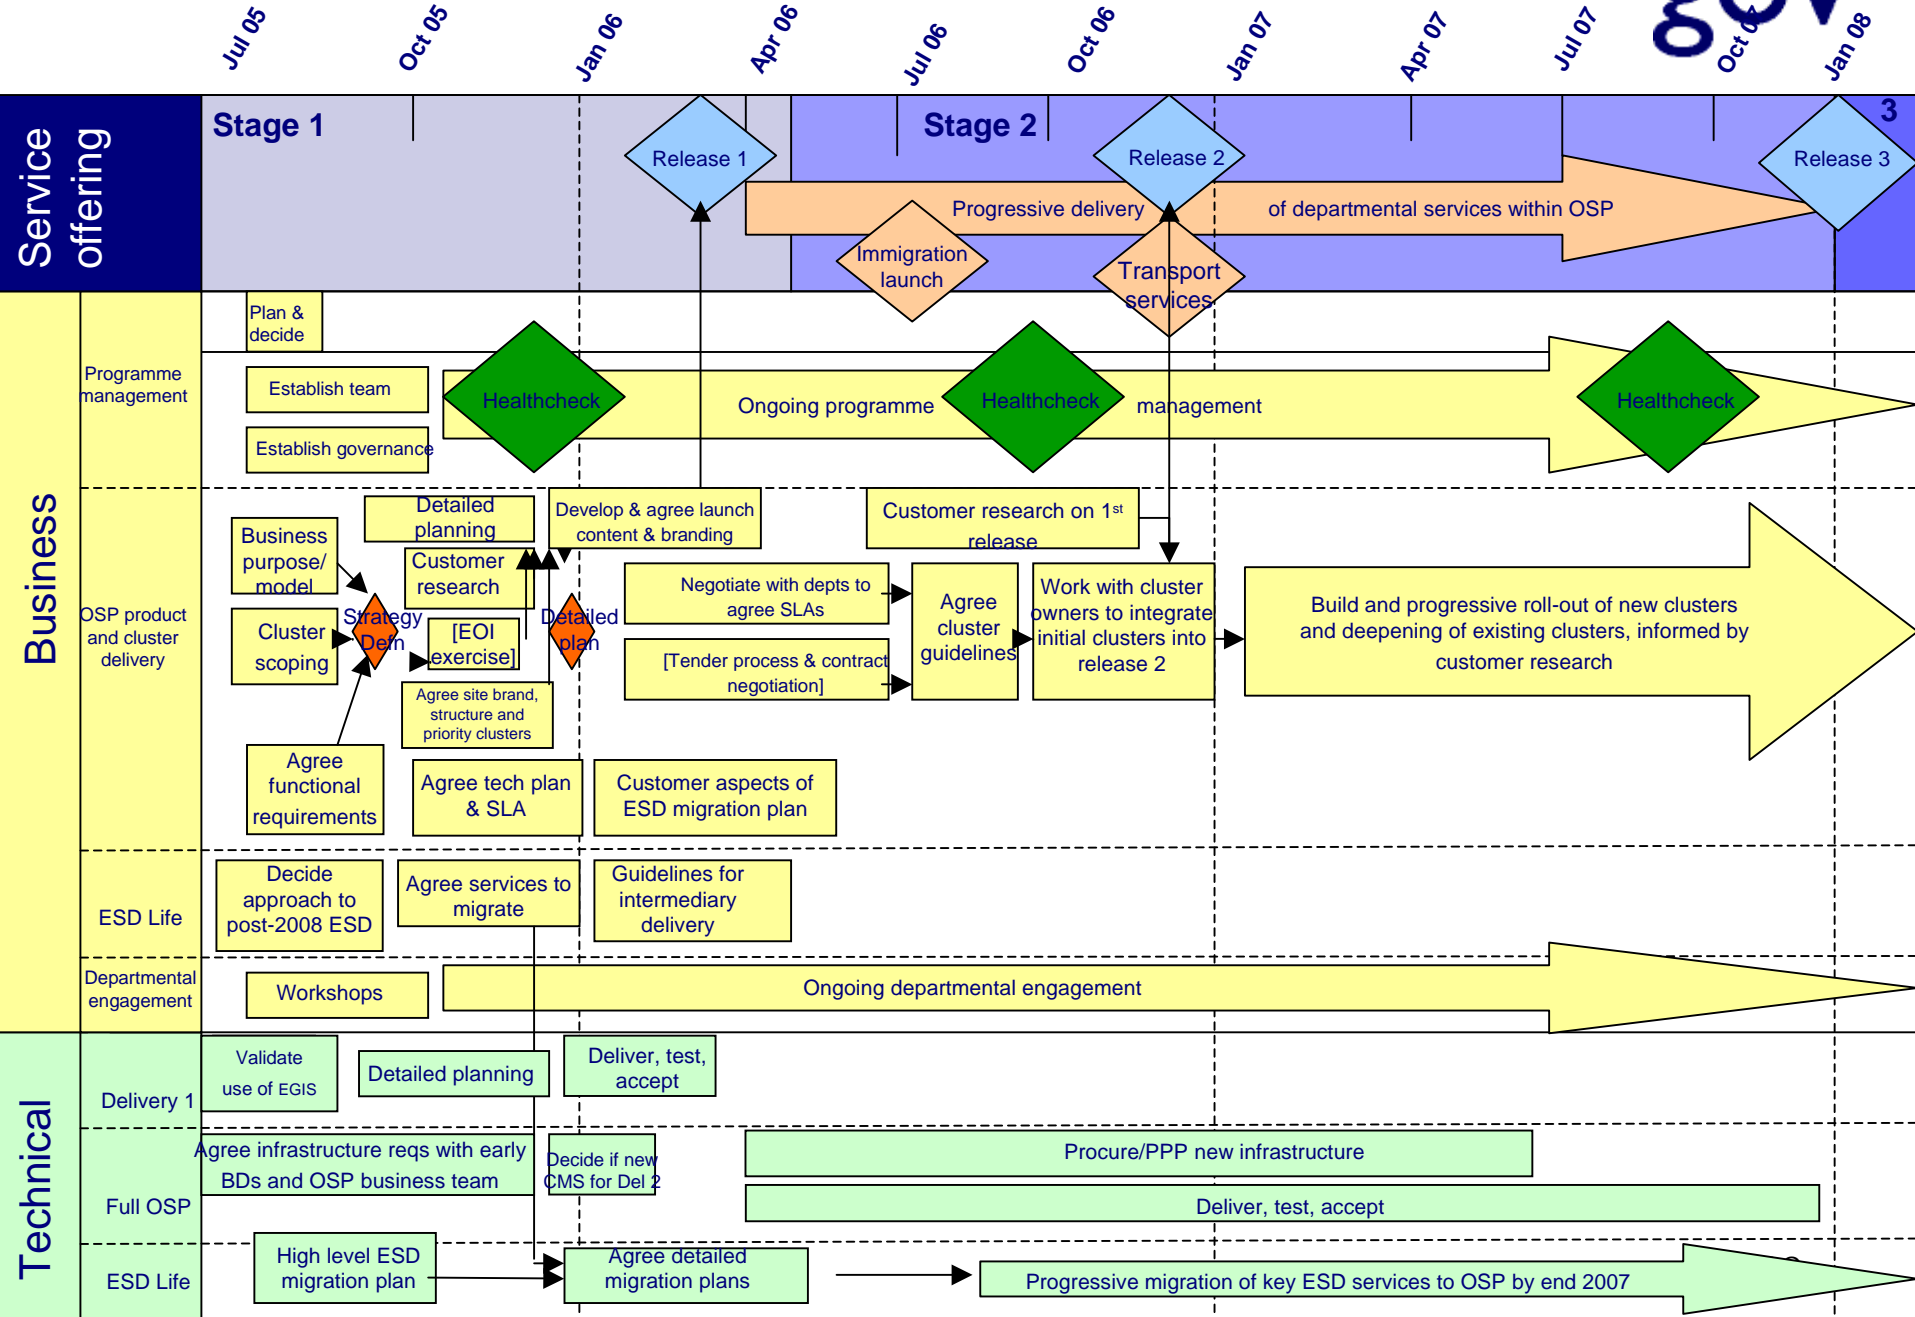 gov
Jul 05
Oct 05
Jan 06
Apr 06
Jul 06
Oct 06
Jan 07
Apr 07
Jul 07
Oct
Jan 08
Service
offering
Stage 1
Stage 2
3
Release 1
Release 2
Release 3
Progressive delivery
of departmental services within OSP
Immigration
launch
Transport
services
Business
Programme
management
Plan &
decide
Establish team
Establish governance
Healthcheck
Ongoing programme
Healthcheck
management
Healthcheck
OSP product
and cluster
delivery
Business
purpose/
model
Cluster
scoping
Agree
functional
requirements
Strategy
Defn
Detailed
planning
Customer
research
[EOI
exercise]
Agree site brand,
structure and
priority clusters
Agree tech plan
& SLA
Develop & agree launch
content & branding
Detailed
plan
Negotiate with depts to
agree SLAs
[Tender process & contract
negotiation]
Customer aspects of
ESD migration plan
Customer research on 1st
release
Agree
cluster
guidelines
Work with cluster
owners to integrate
initial clusters into
release 2
Build and progressive roll-out of new clusters
and deepening of existing clusters, informed by
customer research
ESD Life
Decide
approach to
post-2008 ESD
Agree services to
migrate
Guidelines for
intermediary
delivery
Departmental
engagement
Workshops
Ongoing departmental engagement
Technical
Delivery 1
Validate
use of EGIS
Detailed planning
Deliver, test,
accept
Full OSP
Agree infrastructure reqs with early
BDs and OSP business team
Decide if new
CMS for Del 2
Procure/PPP new infrastructure
Deliver, test, accept
ESD Life
High level ESD
migration plan
Agree detailed
migration plans
Progressive migration of key ESD services to OSP by end 2007